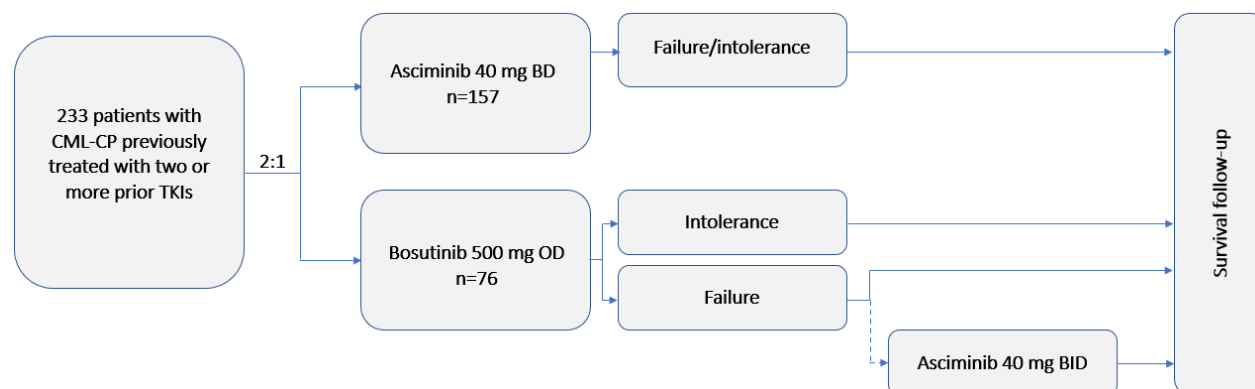 233 patients with
CML-CP previously
treated with two or
more prior TKIs
2:1
Asciminib 40 mg BD
n=157
Failure/intolerance
Bosutinib 500 mg OD
n=76
Intolerance
Failure
Asciminib 40 mg BID
Survival follow-up